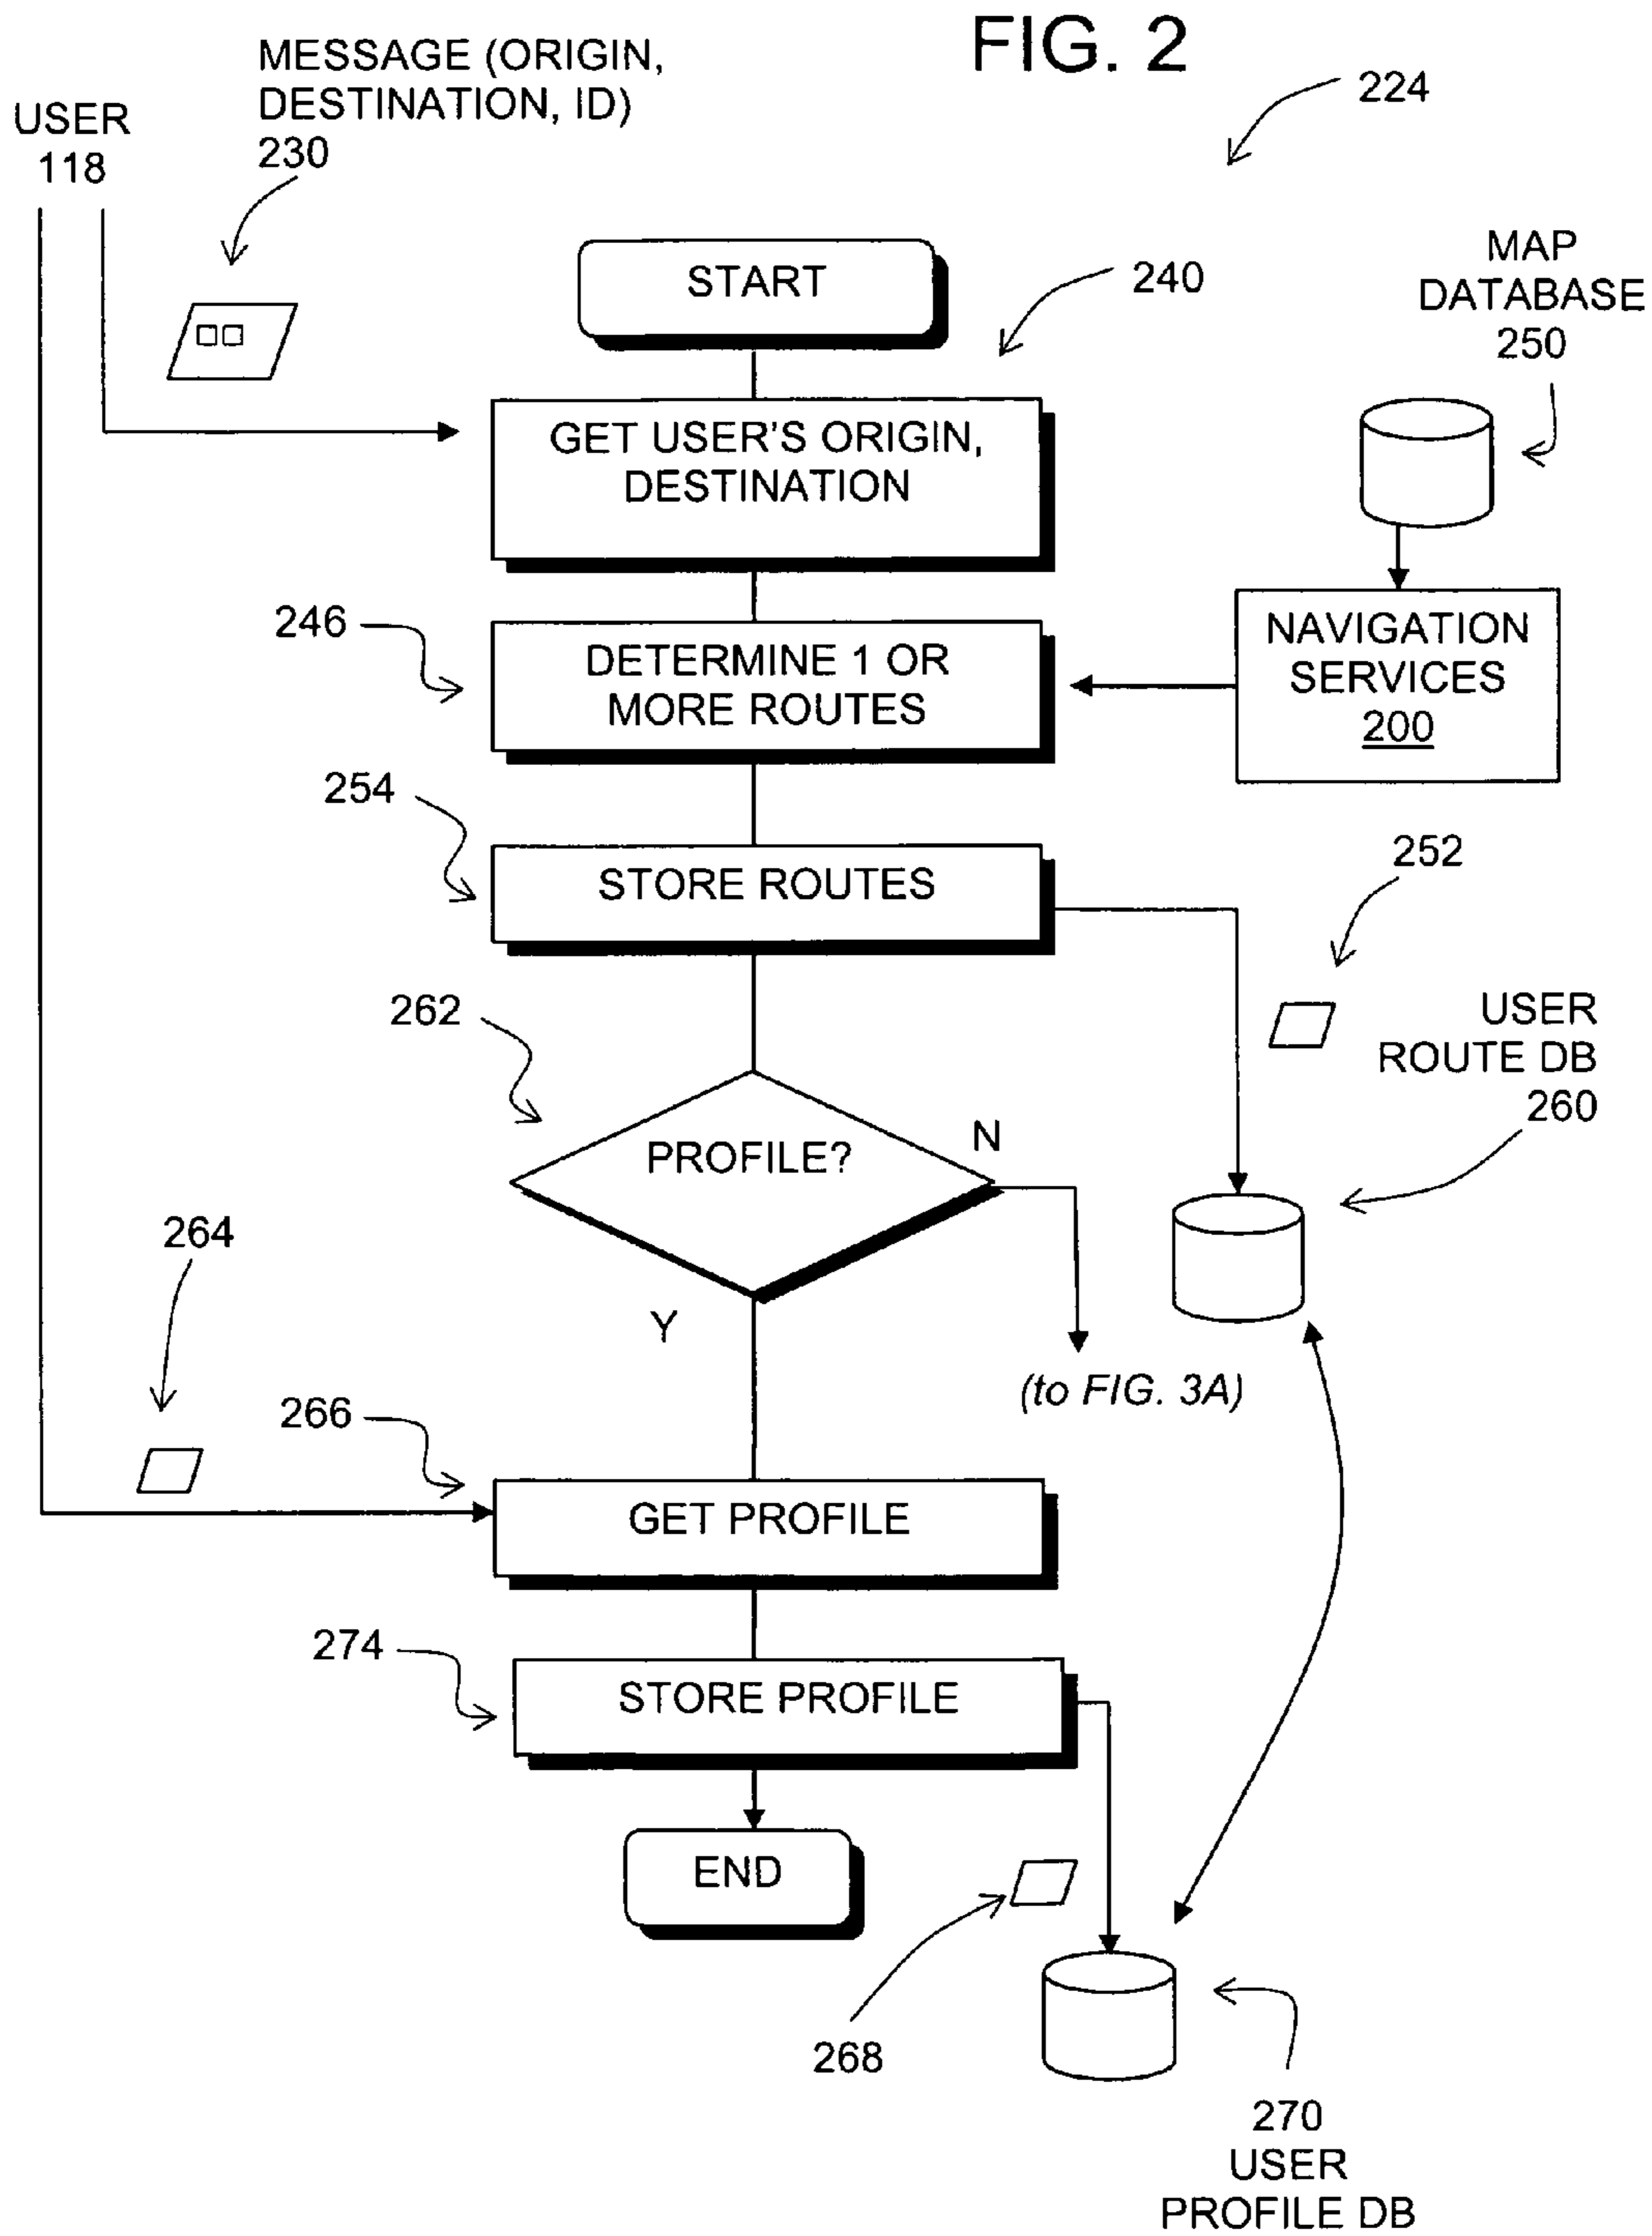 FIG. 2
224
MESSAGE (ORIGIN,
DESTINATION, ID)
230
USER
118
START
240
MAP
DATABASE
250
GET USER'S ORIGIN,
DESTINATION
246
DETERMINE 1 OR
MORE ROUTES
NAVIGATION
SERVICES
200
254
STORE ROUTES
252
262
USER
ROUTE DB
260
PROFILE?
N
264
Y
(to FIG. 3A)
266
GET PROFILE
274
STORE PROFILE
END
268
270
USER
PROFILE DB